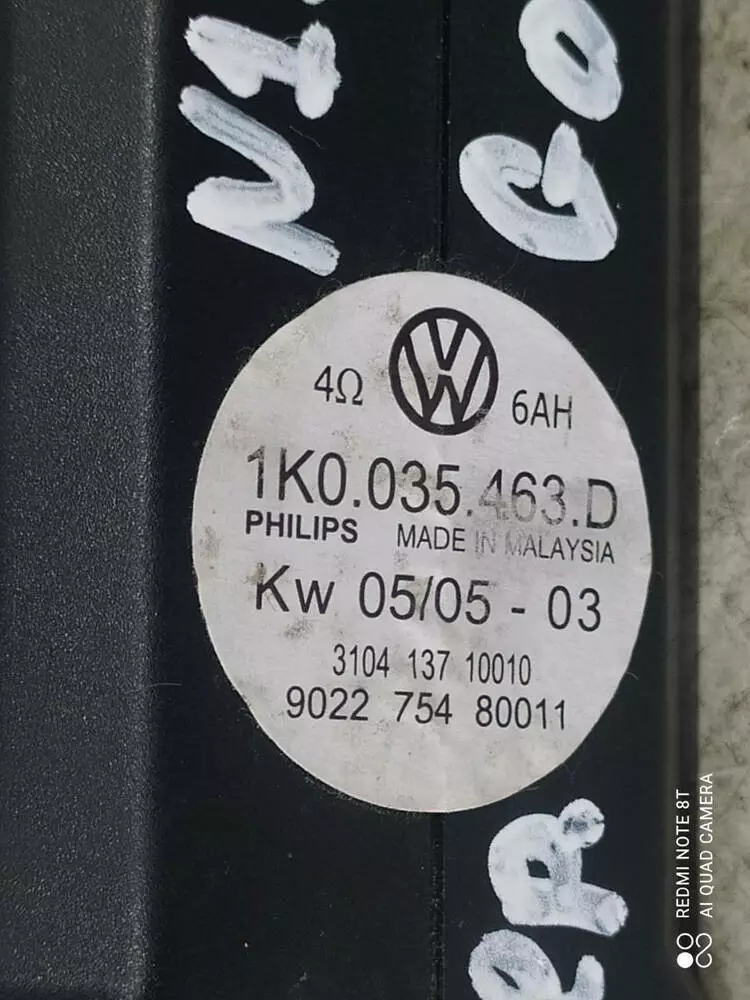 4Ω VW 6AH
1K0.035.463.D
PHILIPS MADE IN MALAYSIA
Kw 05/05 - 03
3104 137 10010
9022 754 80011
REDMI NOTE 8T
AI QUAD CAMERA